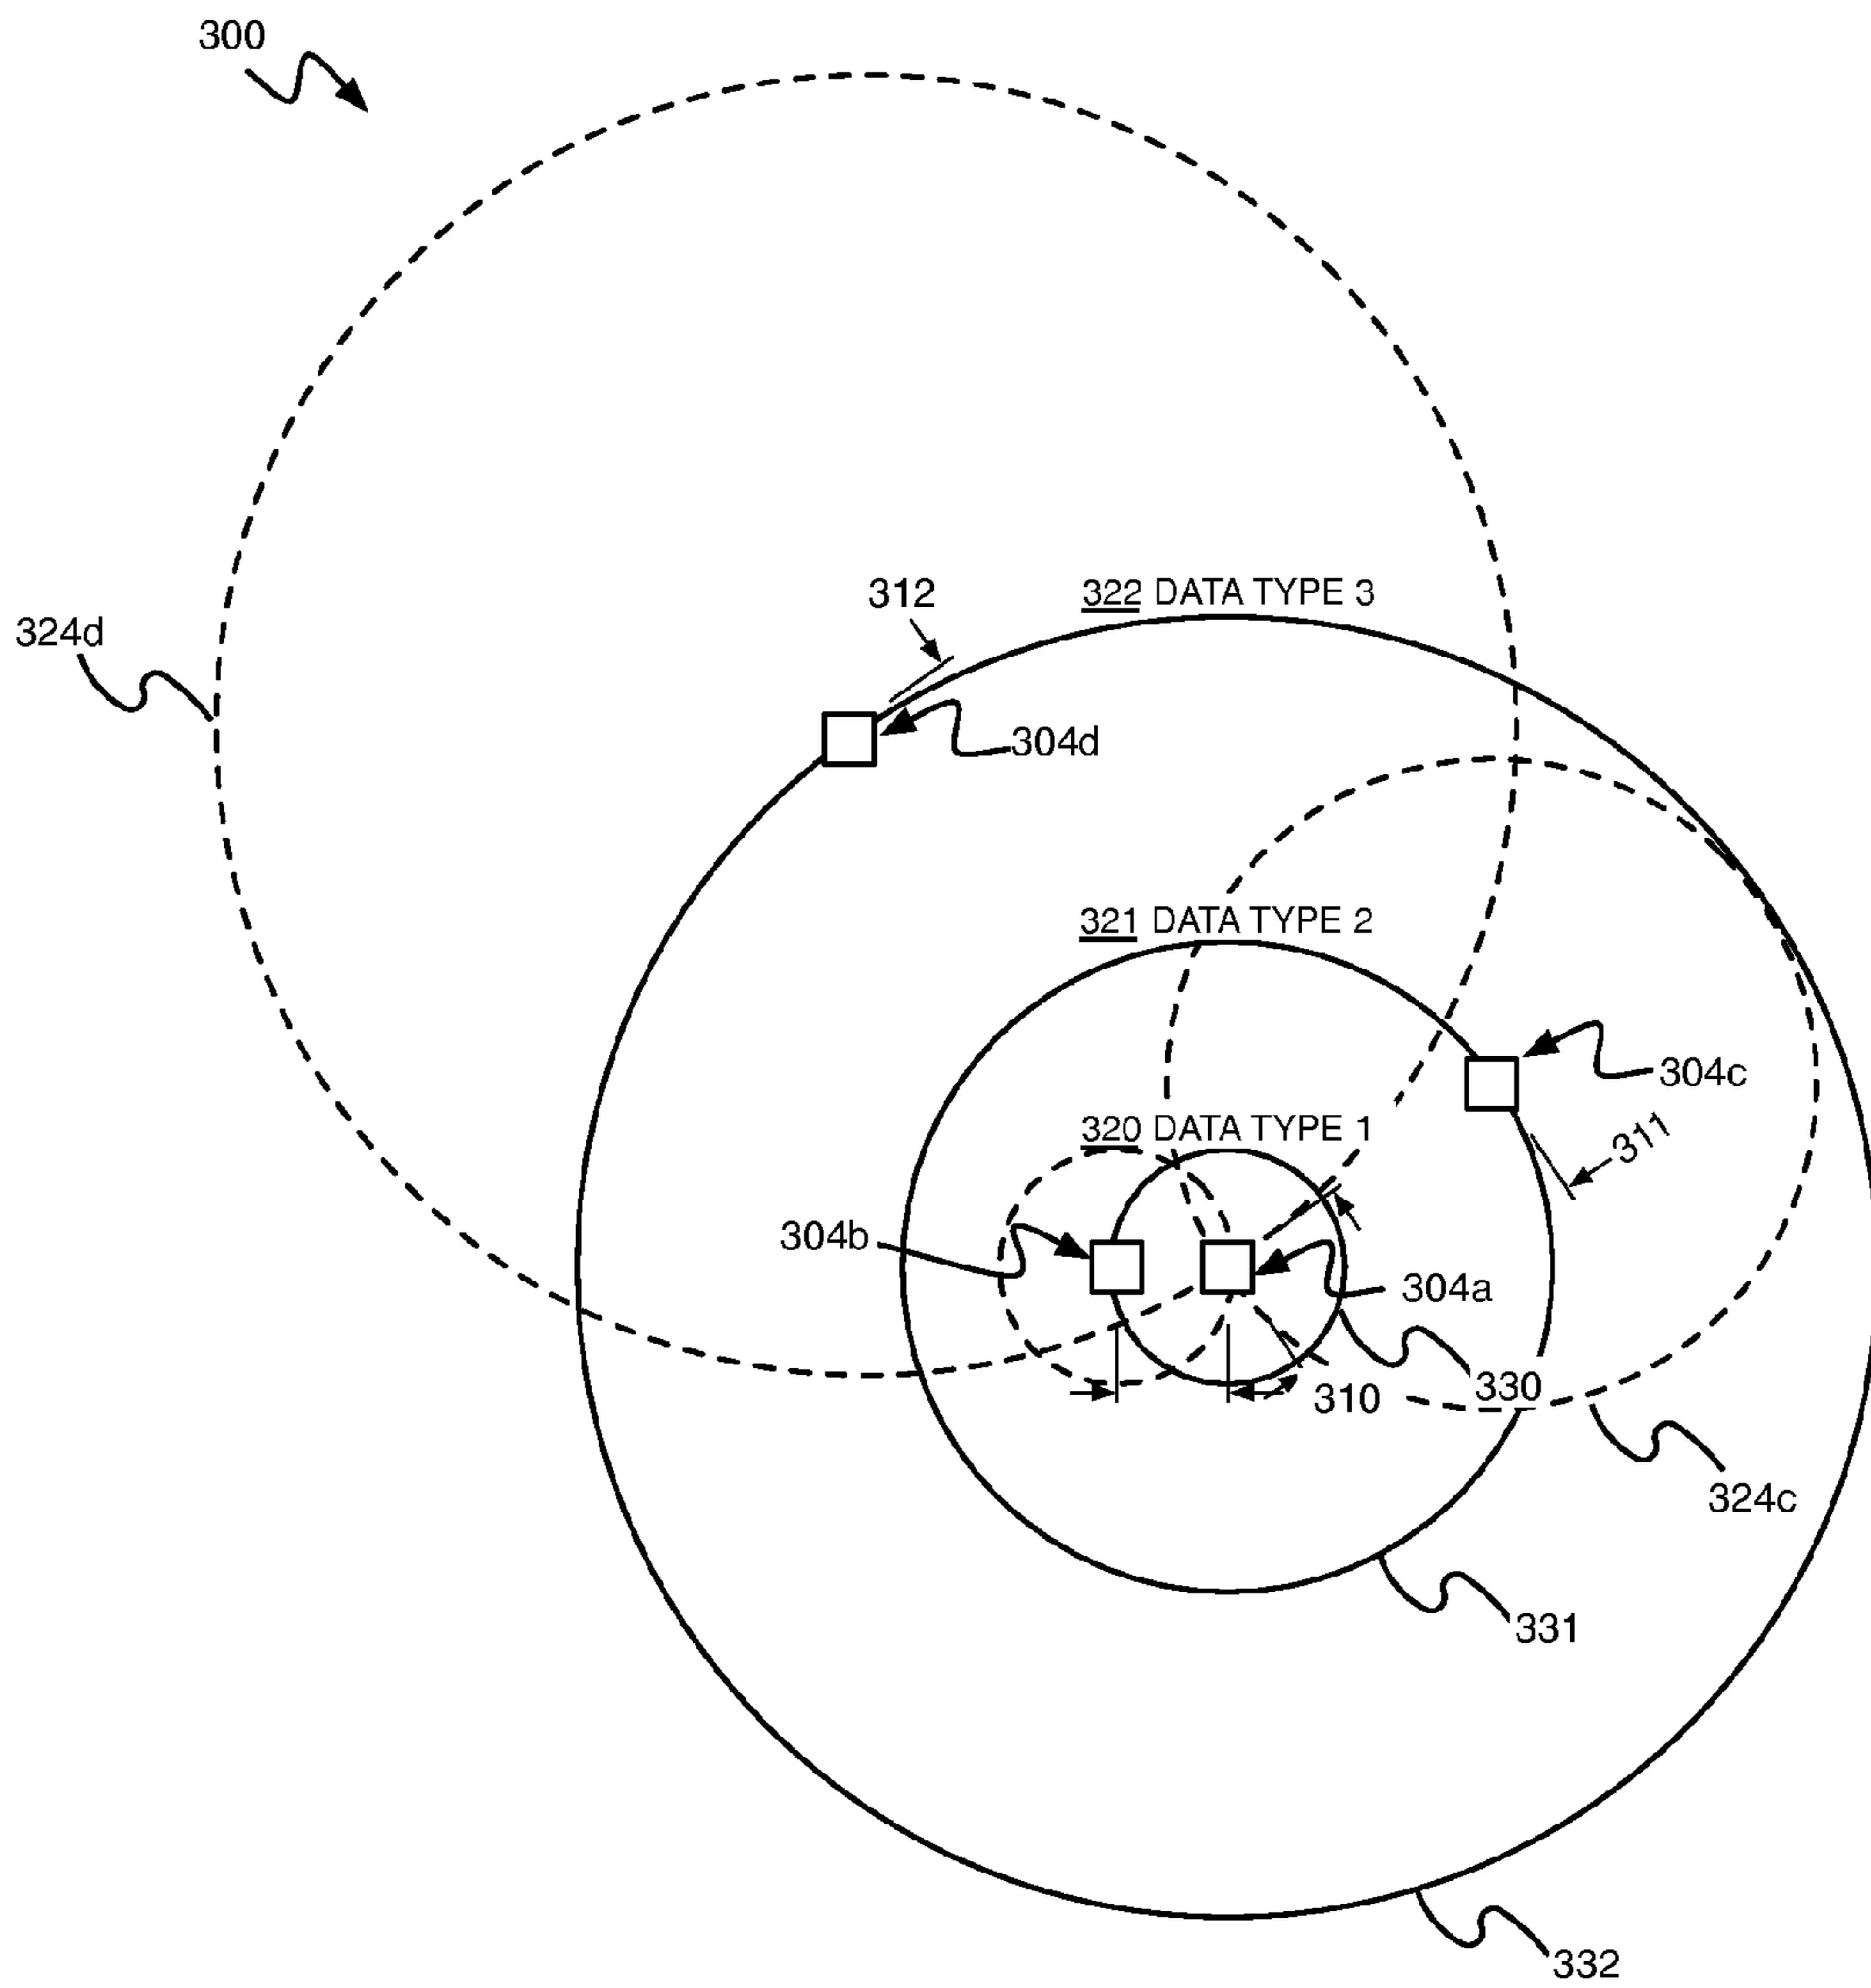 300
312
322 DATA TYPE 3
324d
304d
321 DATA TYPE 2
304c
320 DATA TYPE 1
311
304b
304a
310
330
324c
331
332